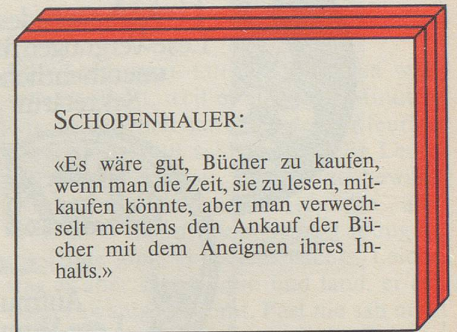 SCHOPENHAUER:
«Es wäre gut, Bücher zu kaufen,
wenn man die Zeit, sie zu lesen, mit-
kaufen könnte, aber man verwech-
selt meistens den Ankauf der Bü-
cher mit dem Aneignen ihres In-
halts.»